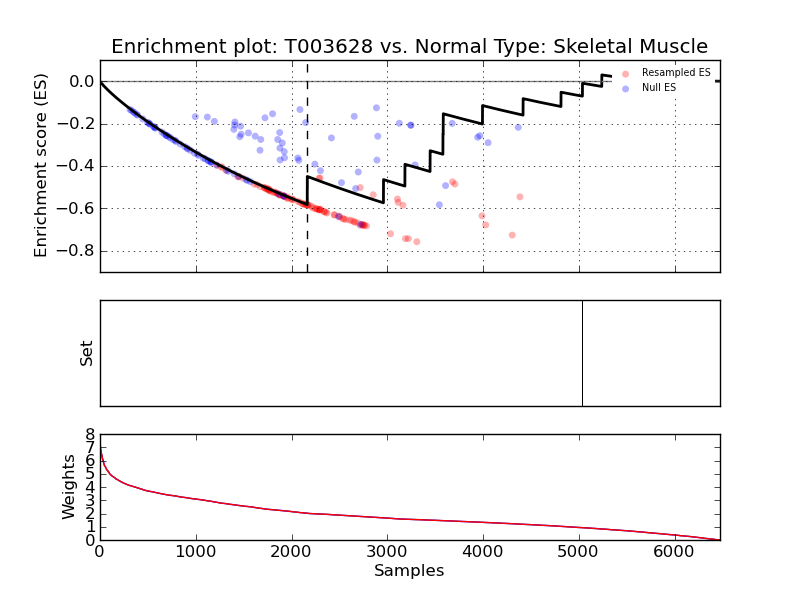 Enrichment plot: T003628 vs. Normal Type: Skeletal Muscle
Enrichment score (ES)
0.0
−0.2
−0.4
−0.6
−0.8
Resampled ES
Null ES
Set
Weights
8
7
6
5
4
3
2
1
0
0 1000 2000 3000 4000 5000 6000
Samples